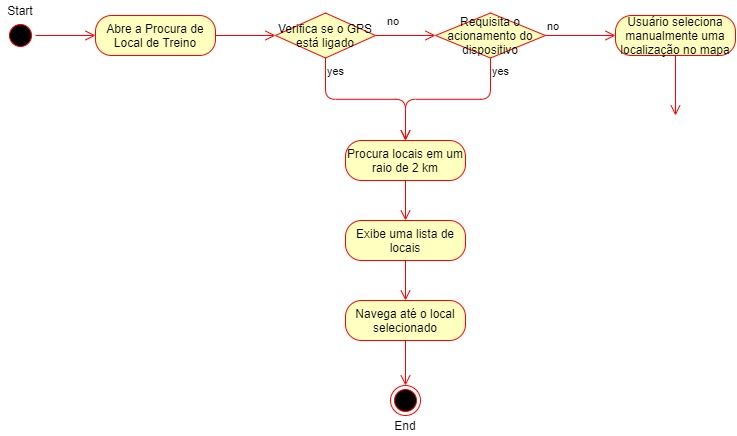 Start
Abre a Procura de
Local de Treino
Verifica se o GPS
está ligado
no
Requisita o
acionamento do
dispositivo
no
Usuário seleciona
manualmente uma
localização no mapa
yes
yes
Procura locais em um
raio de 2 km
Exibe uma lista de
locais
Navega até o local
selecionado
End